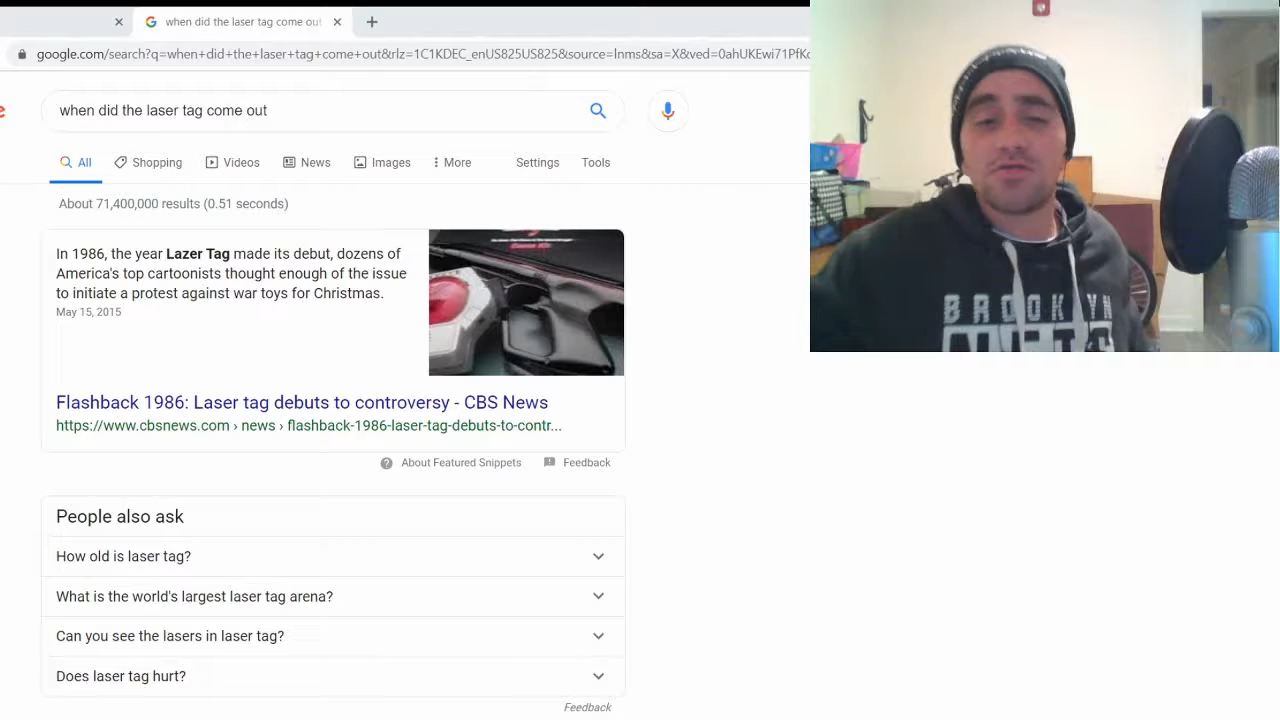 when did the laser tag come out
google.com/search?q=when+did+the+laser+tag+come+out&rlz=1C1KDEC_enUS825US825&source=lnms&sa=X&ved=0ahUKEwi71PfKc
when did the laser tag come out
All Shopping Videos News Images More Settings Tools
About 71,400,000 results (0.51 seconds)
In 1986, the year Lazer Tag made its debut, dozens of
America's top cartoonists thought enough of the issue
to initiate a protest against war toys for Christmas.
May 15, 2015
Flashback 1986: Laser tag debuts to controversy - CBS News
https://www.cbsnews.com › news › flashback-1986-laser-tag-debuts-to-contr...
About Featured Snippets Feedback
People also ask
How old is laser tag?
What is the world's largest laser tag arena?
Can you see the lasers in laser tag?
Does laser tag hurt?
Feedback
BROOKLYN